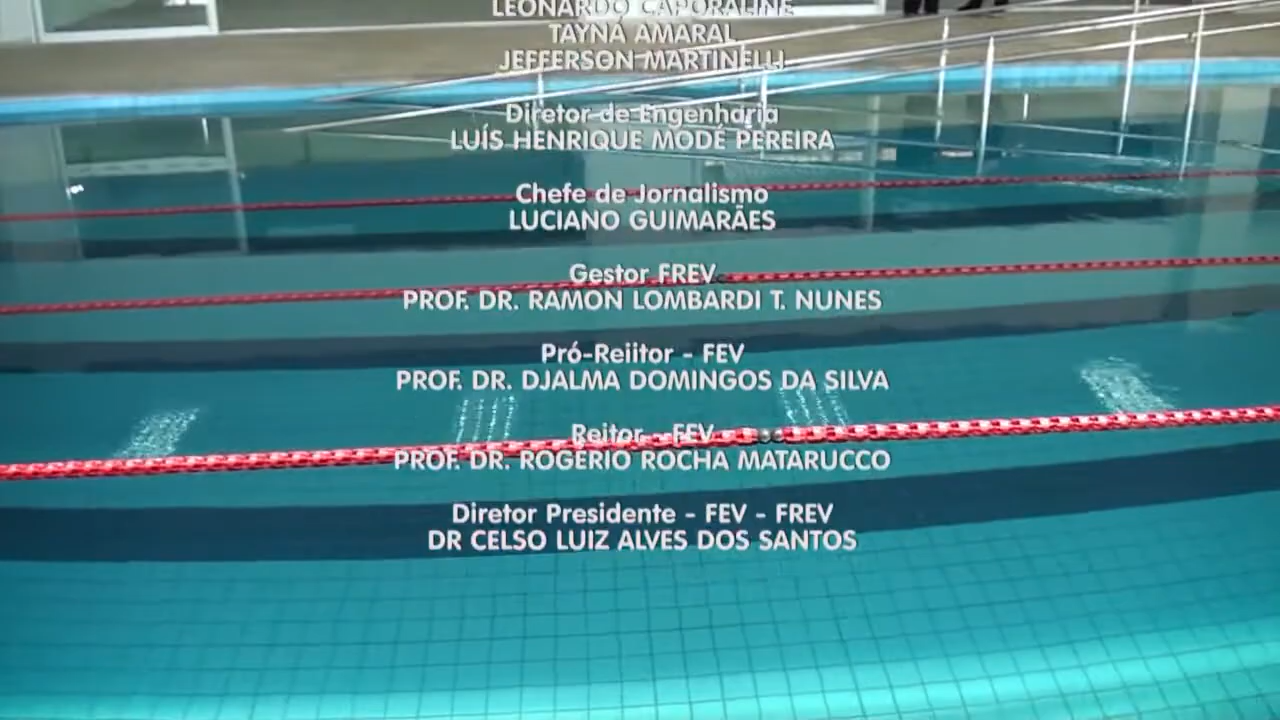 LEONARDO CAPORALINE
TAYNÁ AMARAL
JEFFERSON MARTINELLI
Diretor de Engenharia
LUÍS HENRIQUE MODÉ PEREIRA
Chefe de Jornalismo
LUCIANO GUIMARÃES
Gestor FREV
PROF. DR. RAMON LOMBARDI T. NUNES
Pró-Reiitor - FEV
PROF. DR. DJALMA DOMINGOS DA SILVA
Reitor - FEV
PROF. DR. ROGÉRIO ROCHA MATARUCCO
Diretor Presidente - FEV - FREV
DR CELSO LUIZ ALVES DOS SANTOS